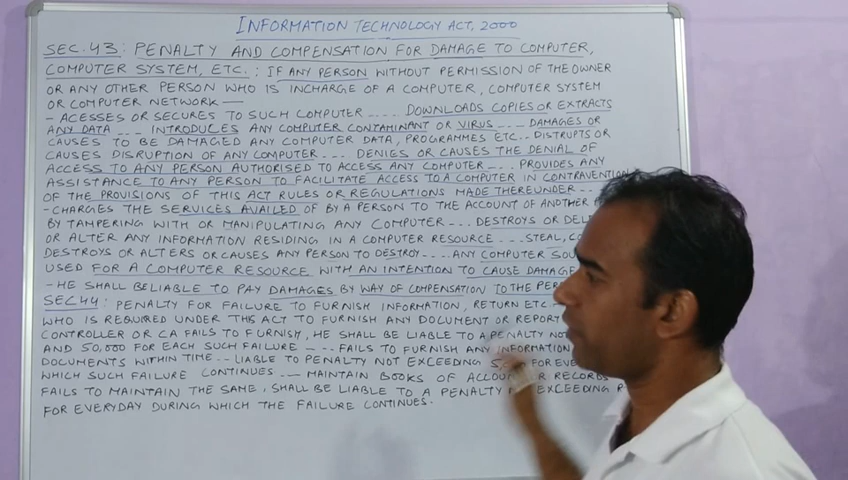 INFORMATION TECHNOLOGY ACT, 2000
SEC. 43: PENALTY AND COMPENSATION FOR DAMAGE TO COMPUTER,
COMPUTER SYSTEM, ETC.: IF ANY PERSON WITHOUT PERMISSION OF THE OWNER
OR ANY OTHER PERSON WHO IS INCHARGE OF A COMPUTER, COMPUTER SYSTEM
OR COMPUTER NETWORK —
- ACESSES OR SECURES TO SUCH COMPUTER .... DOWNLOADS COPIES OR EXTRACTS
ANY DATA ... INTRODUCES ANY COMPUTER CONTAMINANT OR VIRUS ... DAMAGES OR
CAUSES TO BE DAMAGED ANY COMPUTER DATA, PROGRAMMES ETC.. DISTRUPTS OR
CAUSES DISRUPTION OF ANY COMPUTER... DENIES OR CAUSES THE DENIAL OF
ACCESS TO ANY PERSON AUTHORISED TO ACCESS ANY COMPUTER.... PROVIDES ANY
ASSISTANCE TO ANY PERSON TO FACILITATE ACCESS TO A COMPUTER IN CONTRAVENTION
OF THE PROVISIONS OF THIS ACT RULES OR REGULATIONS MADE THEREUNDER ..
- CHARGES THE SERVICES AVAILED OF BY A PERSON TO THE ACCOUNT OF ANOTHER
BY TAMPERING WITH OR MANIPULATING ANY COMPUTER... DESTROYS OR
OR ALTER ANY INFORMATION RESIDING IN A COMPUTER RESOURCE ... STEAL,
DESTROYS OR ALTERS OR CAUSES ANY PERSON TO DESTROY.... ANY COMPUTER
USED FOR A COMPUTER RESOURCE WITH AN INTENTION TO CAUSE DAMAGE
- HE SHALL BE LIABLE TO PAY DAMAGES BY WAY OF COMPENSATION TO THE
SEC 44: PENALTY FOR FAILURE TO FURNISH INFORMATION, RETURN ETC
WHO IS REQUIRED UNDER THIS ACT TO FURNISH ANY DOCUMENT OR REPORT
CONTROLLER OR CA FAILS TO FURNISH, HE SHALL BE LIABLE TO A PENALTY
AND 50,000 FOR EACH SUCH FAILURE — ... FAILS TO FURNISH ANY INFORMATION
DOCUMENTS WITHIN TIME .. LIABLE TO PENALTY NOT EXCEEDING FOR
WHICH SUCH FAILURE CONTINUES ... MAINTAIN BOOKS OF RECORDS
FAILS TO MAINTAIN THE SAME, SHALL BE LIABLE TO A PENALTY EXCEEDING
FOR EVERYDAY DURING WHICH THE FAILURE CONTINUES.